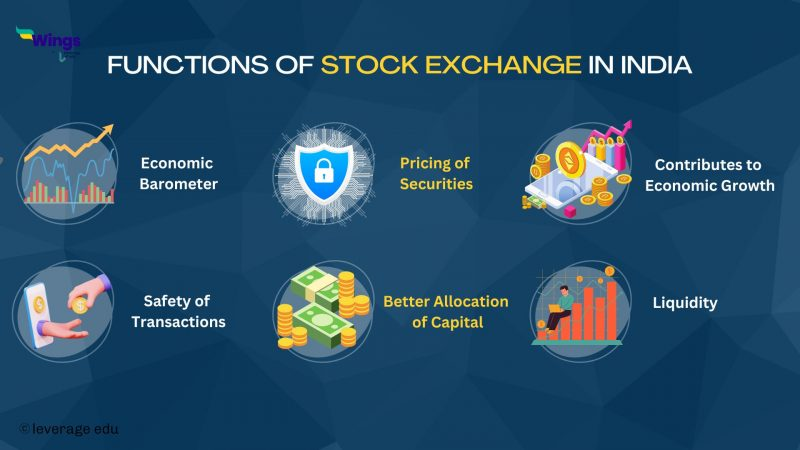 Wings
FUNCTIONS OF STOCK EXCHANGE IN INDIA
Economic
Barometer
Pricing of
Securities
Contributes to
Economic Growth
Safety of
Transactions
Better Allocation
of Capital
Liquidity
© leverage edu